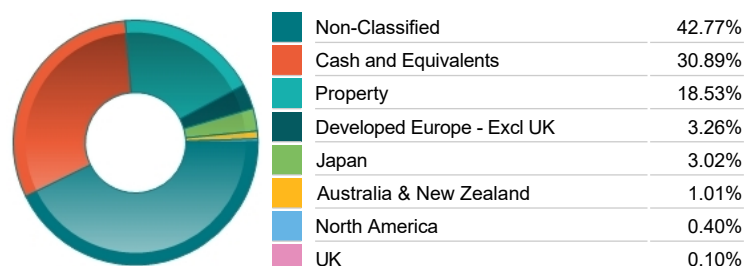 Non-Classified 42.77%
Cash and Equivalents 30.89%
Property 18.53%
Developed Europe - Excl UK 3.26%
Japan 3.02%
Australia & New Zealand 1.01%
North America 0.40%
UK 0.10%